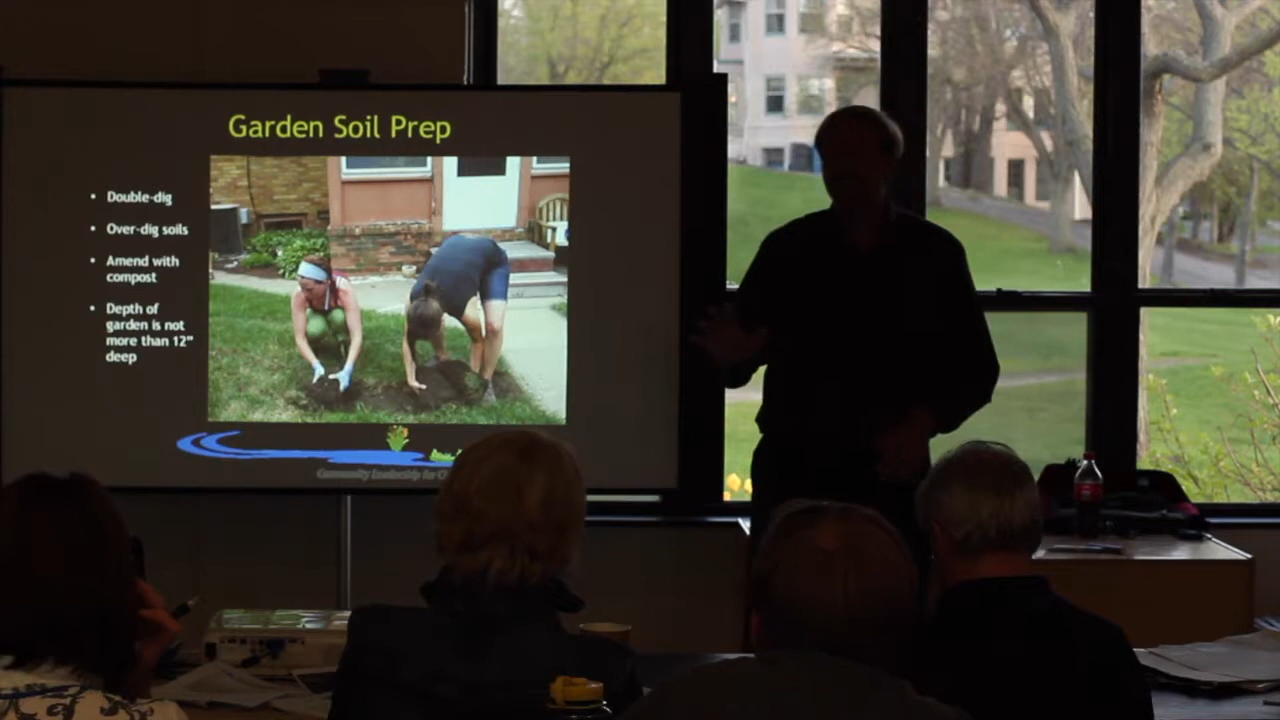 Garden Soil Prep
• Double-dig
• Over-dig soils
• Amend with
compost
• Depth of
garden is not
more than 12"
deep
Community